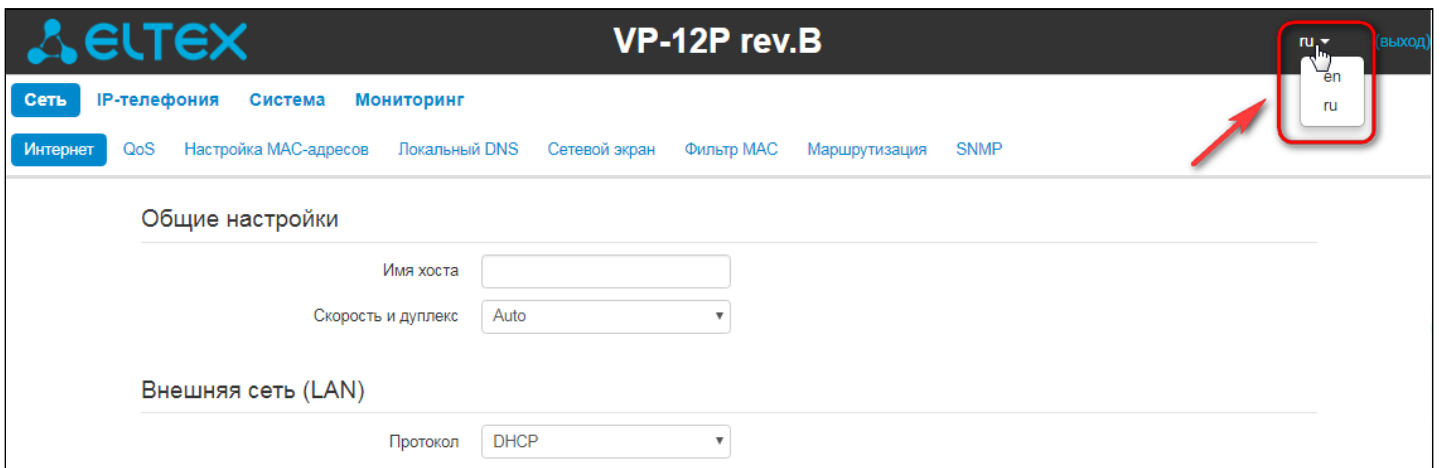 ELTEX VP-12P rev.B ru (выход)
en
ru
Сеть IP-телефония Система Мониторинг
Интернет QoS Настройка MAC-адресов Локальный DNS Сетевой экран Фильтр MAC Маршрутизация SNMP
Общие настройки
Имя хоста
Скорость и дуплекс Auto
Внешняя сеть (LAN)
Протокол DHCP